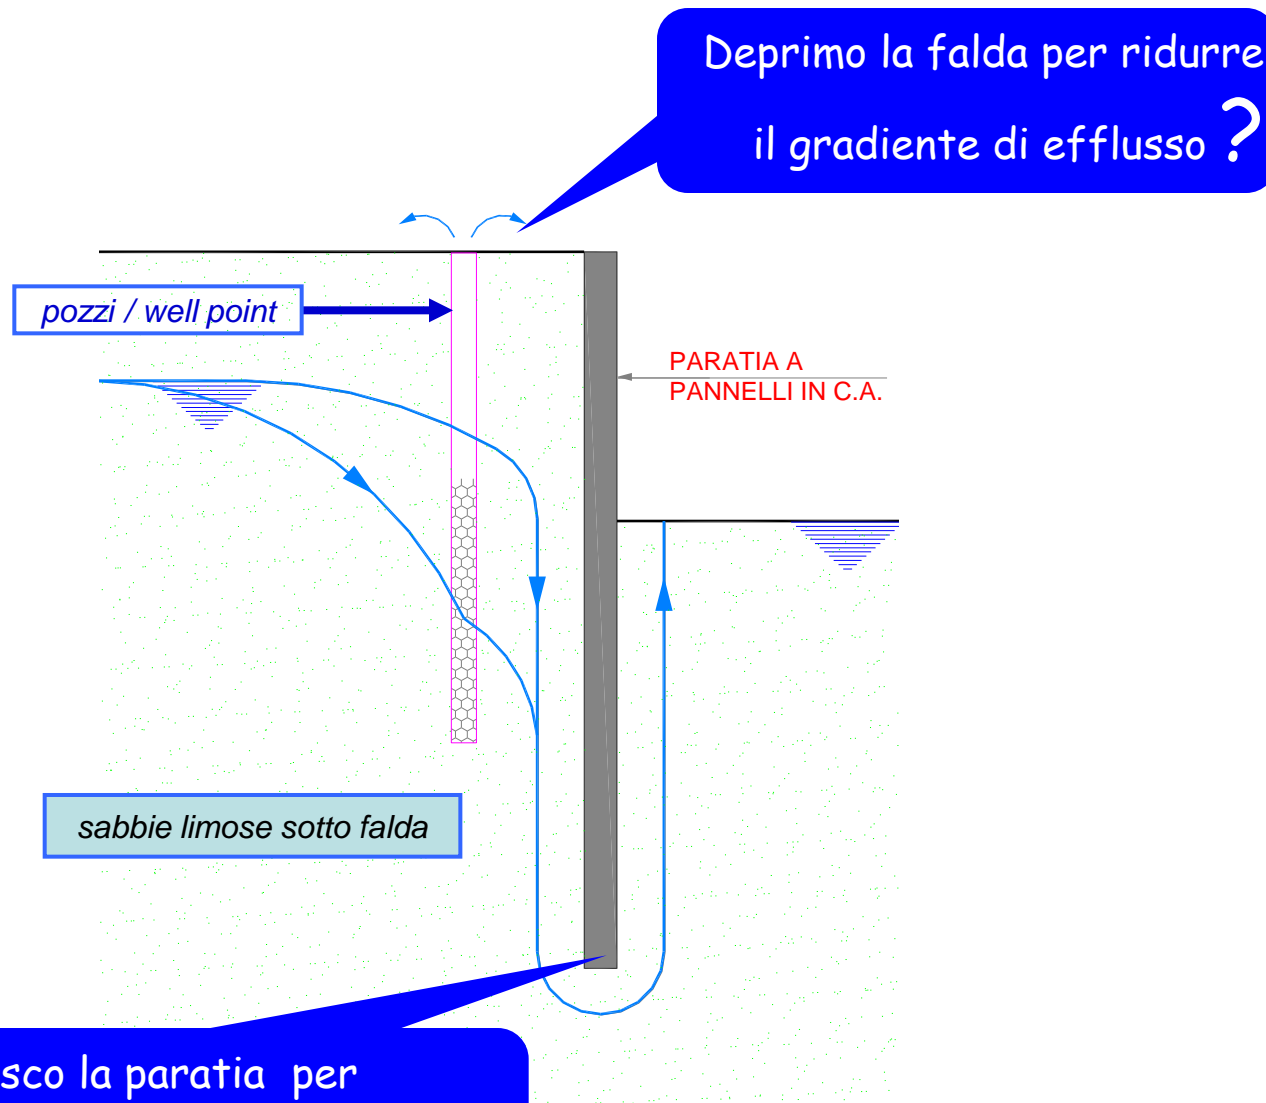 Deprimo la falda per ridurre
il gradiente di efflusso ?
pozzi / well point
PARATIA A
PANNELLI IN C.A.
sabbie limose sotto falda
la paratia per